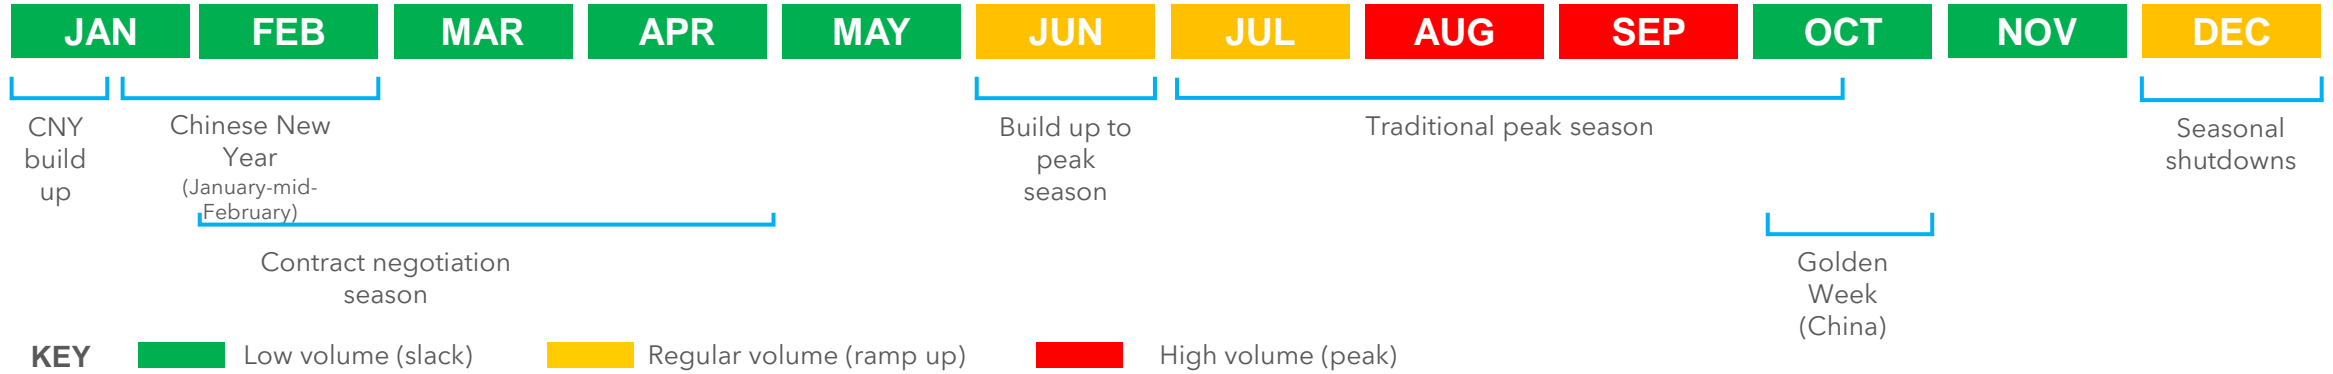 JAN FEB MAR APR MAY JUN JUL AUG SEP OCT NOV DEC
CNY
build
up
Chinese New
Year
(January-mid-
February)
Build up to
peak
season
Traditional peak season
Seasonal
shutdowns
Contract negotiation
season
Golden
Week
(China)
KEY Low volume (slack) Regular volume (ramp up) High volume (peak)